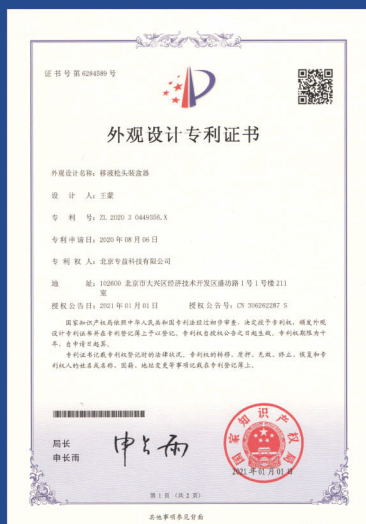 证书号第6284589号
外观设计专利证书
外观设计名称：移液枪头装盒器
设 计 人：王蒙
专 利 号：ZL 2020 3 0449556.X
专利申请日：2020年08月06日
专 利 权 人：北京专益科技有限公司
地 址：102600 北京市大兴区经济技术开发区盛坊路1号1号楼211
室
授权公告日：2021年01月01日 授权公告号：CN 306262287 S
国家知识产权局依照中华人民共和国专利法经过初步审查，决定授予专利权，颁发外观
设计专利证书并在专利登记簿上予以登记。专利权自授权公告之日起生效。专利权期限为十
年，自申请日起算。
专利证书记载专利权登记时的法律状况。专利权的转移、质押、无效、终止、恢复和专
利权人的姓名或名称、国籍、地址变更等事项记载在专利登记簿上。
局长
申长雨
申长雨
国家知识产权局
2021年01月01日
第 1 页（共 2 页）
其他事项参见背面